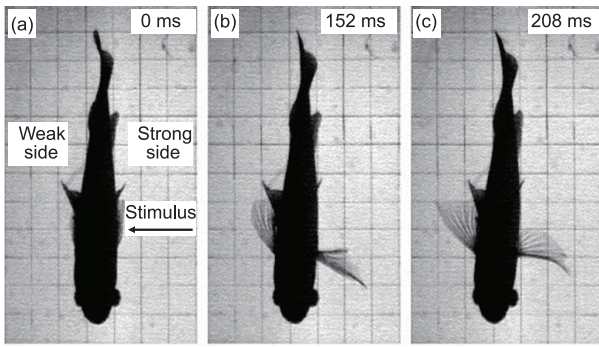 (a)
0 ms
(b)
152 ms
(c)
208 ms
Weak
side
Strong
side
Stimulus